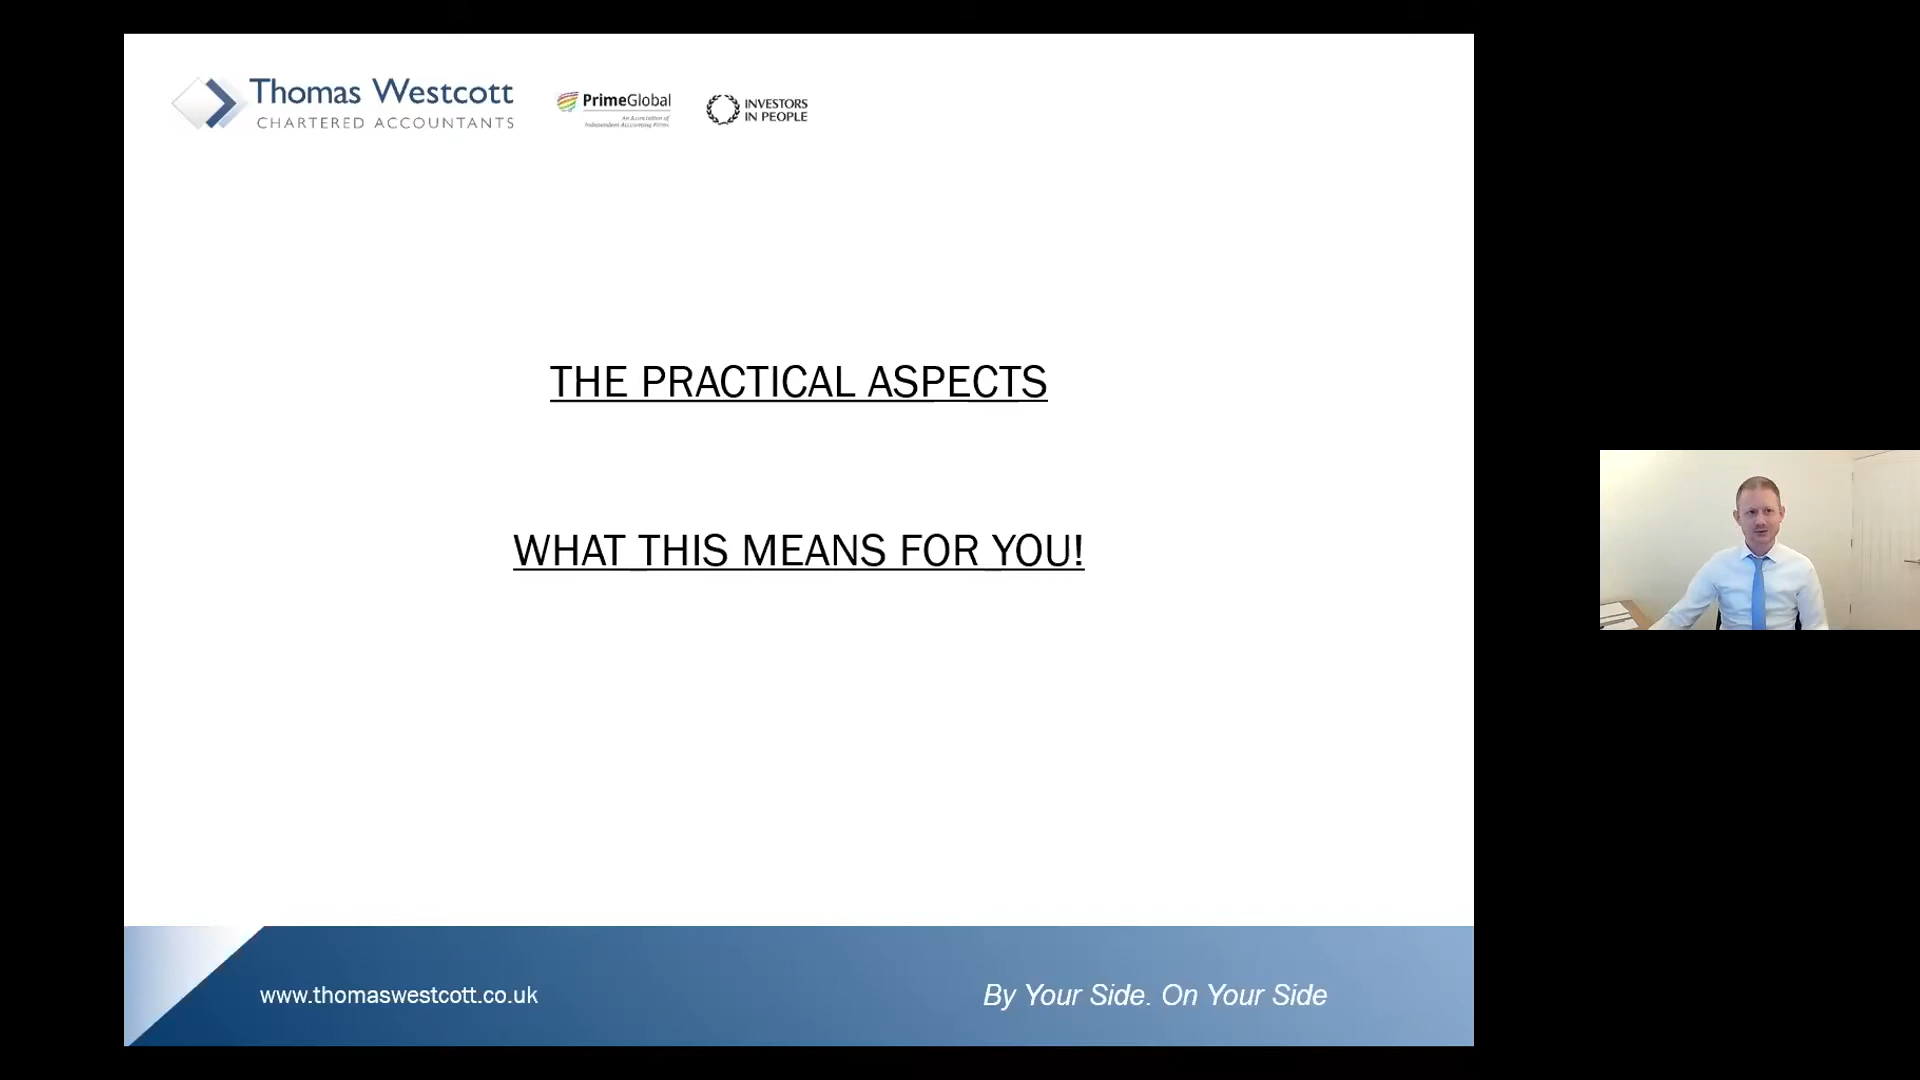 Thomas Westcott
CHARTERED ACCOUNTANTS
PrimeGlobal
An Association of
Independent Accounting Firms
INVESTORS
IN PEOPLE
THE PRACTICAL ASPECTS
WHAT THIS MEANS FOR YOU!
www.thomaswestcott.co.uk
By Your Side. On Your Side